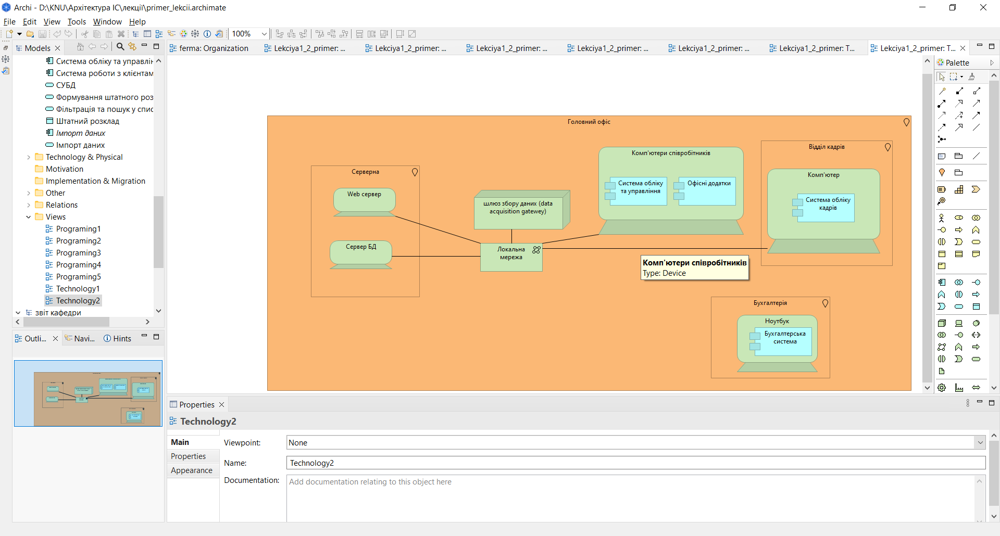 Archi - D:\KNU\Архітектура ІС\лекції\primer_lekcii.archimate
File Edit View Tools Window Help
100%
Models
ferma: Organization
Lekciya1_2_primer: ...
Lekciya1_2_primer: ...
Lekciya1_2_primer: ...
Lekciya1_2_primer: ...
Lekciya1_2_primer: ...
Lekciya1_2_primer: T...
Lekciya1_2_primer: T...
Система обліку та управлін
Система роботи з клієнтам
СУБД
Формування штатного роз
Фільтрація та пошук у спис
Штатний розклад
Імпорт даних
Імпорт даних
Technology & Physical
Motivation
Implementation & Migration
Other
Relations
Views
Programing1
Programing2
Programing3
Programing4
Programing5
Technology1
Technology2
звіт кафедри
Outli...
Navi...
Hints
Головний офіс
Серверна
Web сервер
Сервер БД
шлюз збору даних (data
acquisition gatewey)
Локальна
мережа
Комп'ютери співробітників
Система обліку
та управління
Офісні додатки
Відділ кадрів
Комп'ютер
Система обліку
кадрів
Комп'ютери співробітників
Type: Device
Бухгалтерія
Ноутбук
Бухгалтерська
система
Palette
Properties
Technology2
Main
Properties
Appearance
Viewpoint:
None
Name:
Technology2
Documentation:
Add documentation relating to this object here